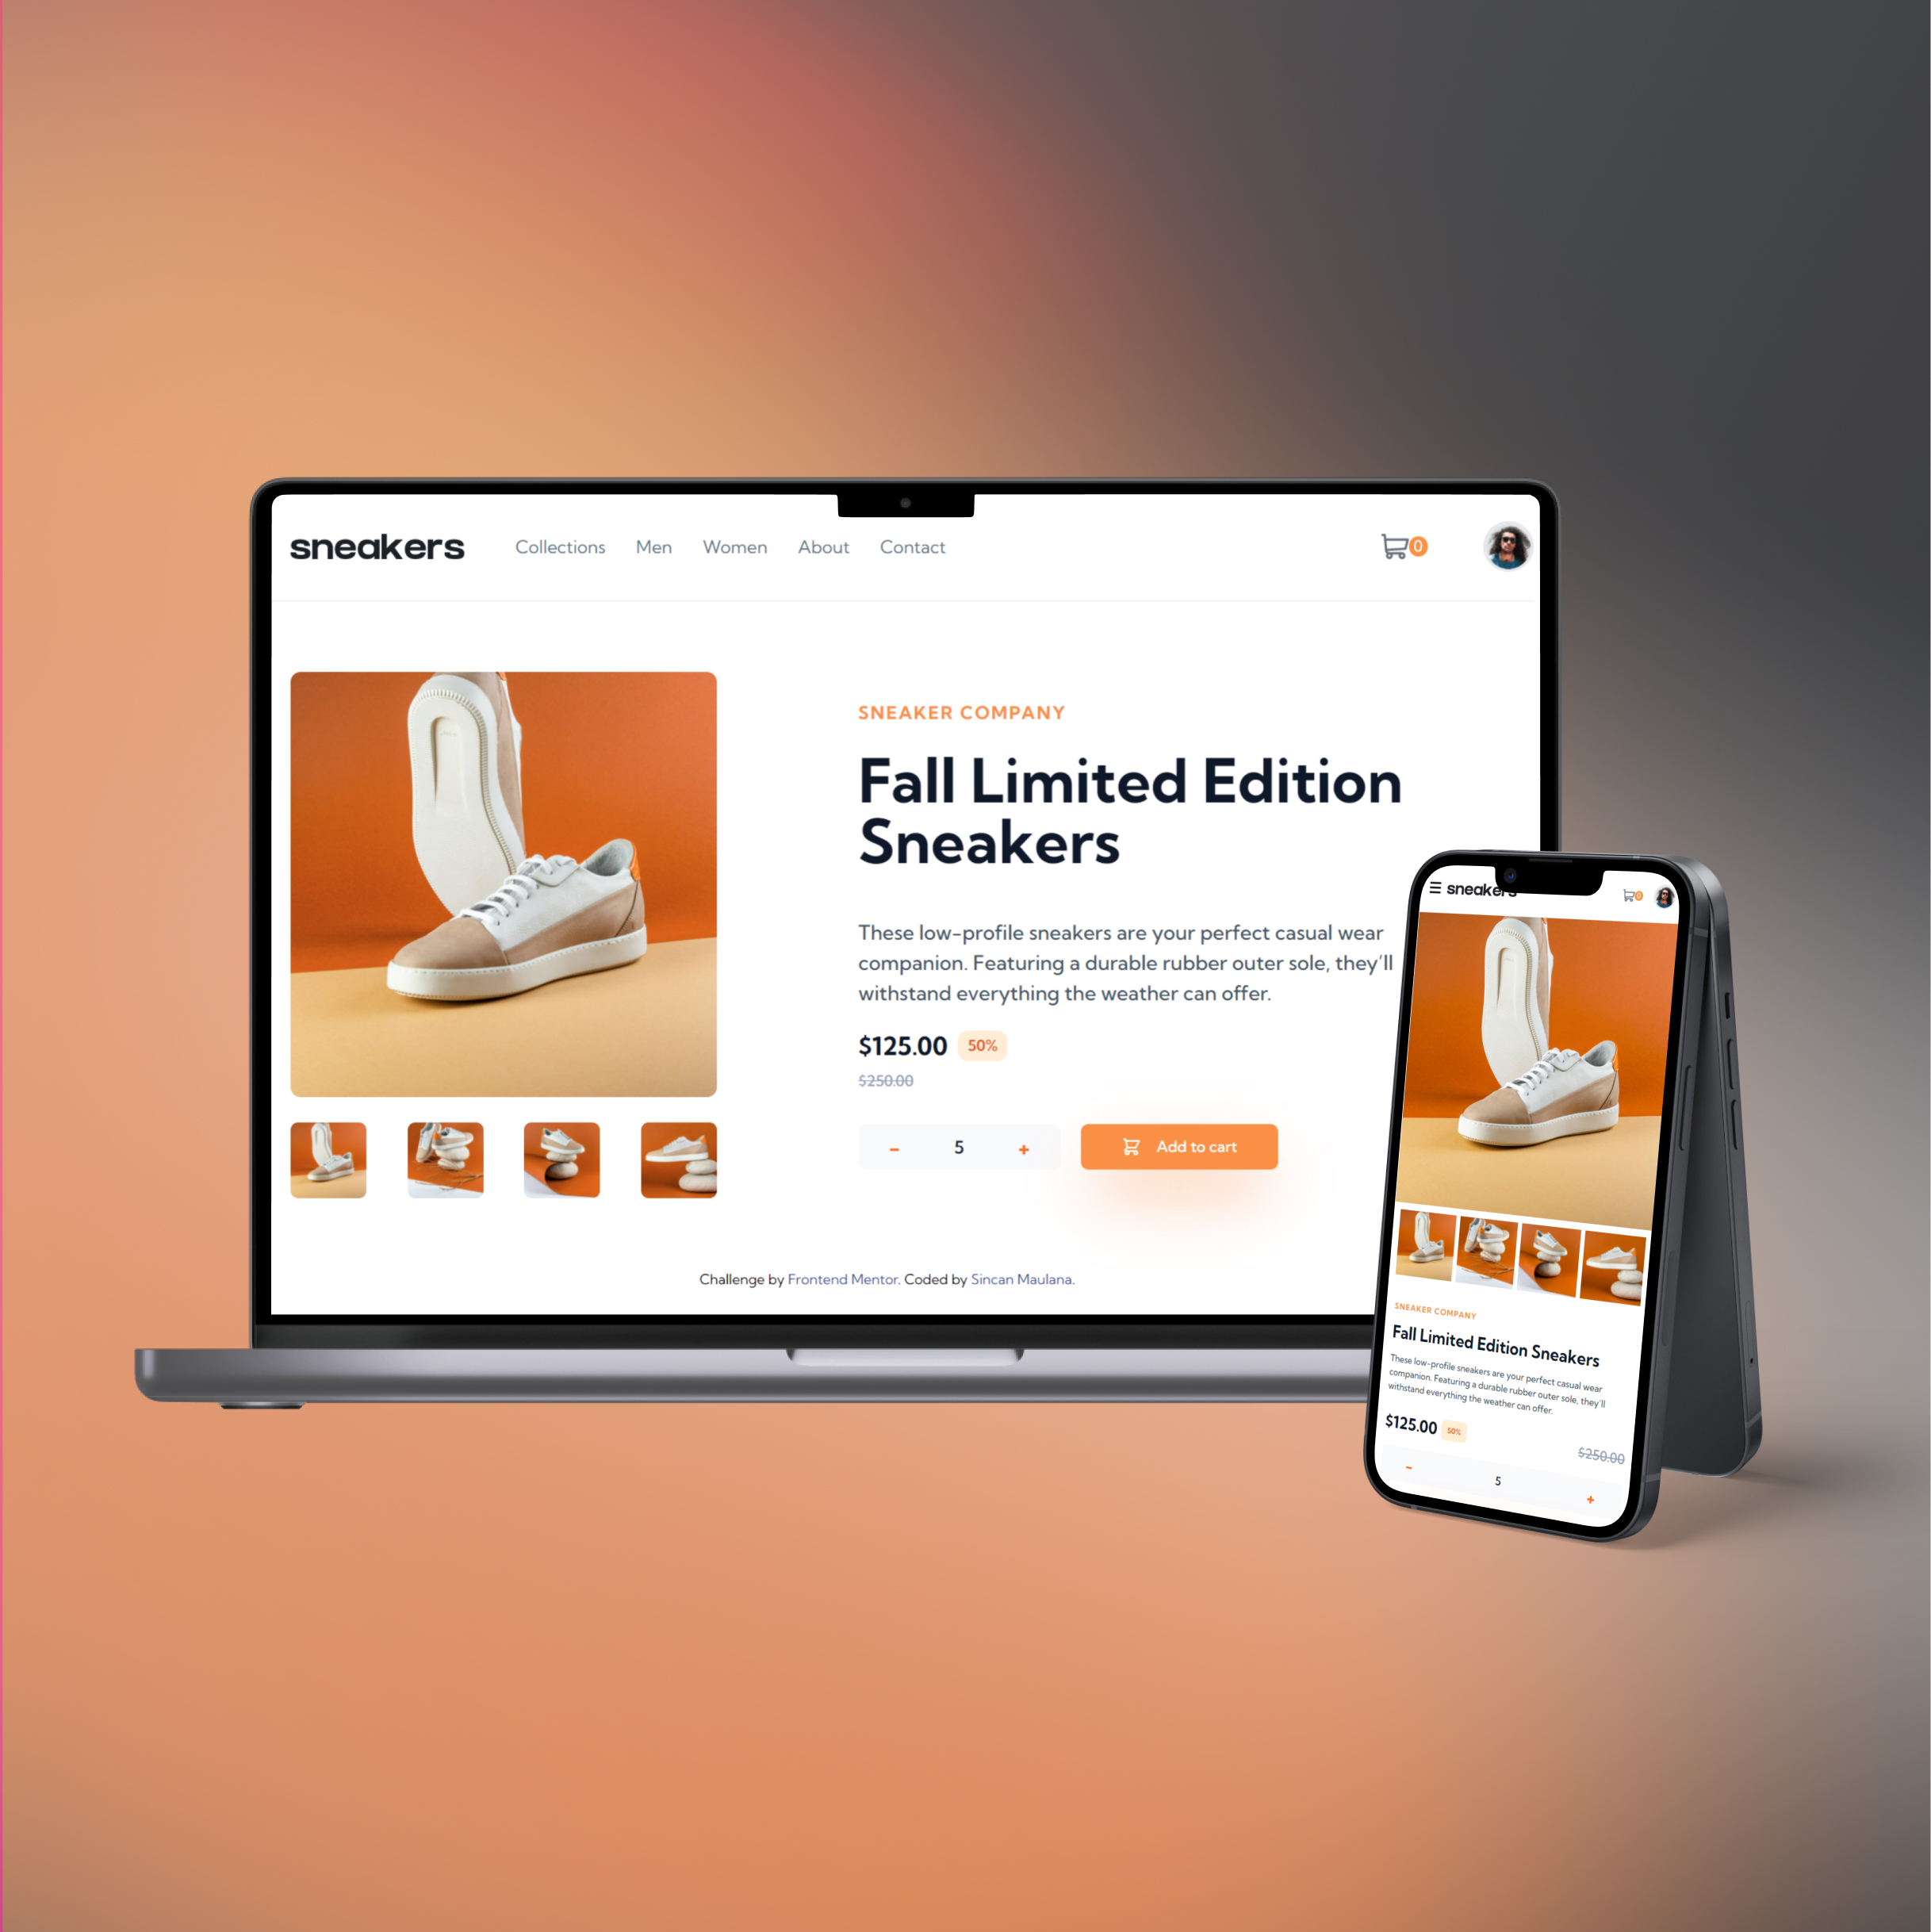 sneakers
Collections Men Women About Contact
0
SNEAKER COMPANY
Fall Limited Edition
Sneakers
These low-profile sneakers are your perfect casual wear
companion. Featuring a durable rubber outer sole, they'll
withstand everything the weather can offer.
$125.00 50%
$250.00
- 5 +
Add to cart
Challenge by Frontend Mentor. Coded by Sincan Maulana.
sneakers
0
SNEAKER COMPANY
Fall Limited Edition Sneakers
These low-profile sneakers are your perfect casual wear
companion. Featuring a durable rubber outer sole, they'll
withstand everything the weather can offer.
$125.00 50%
$250.00
- 5 +